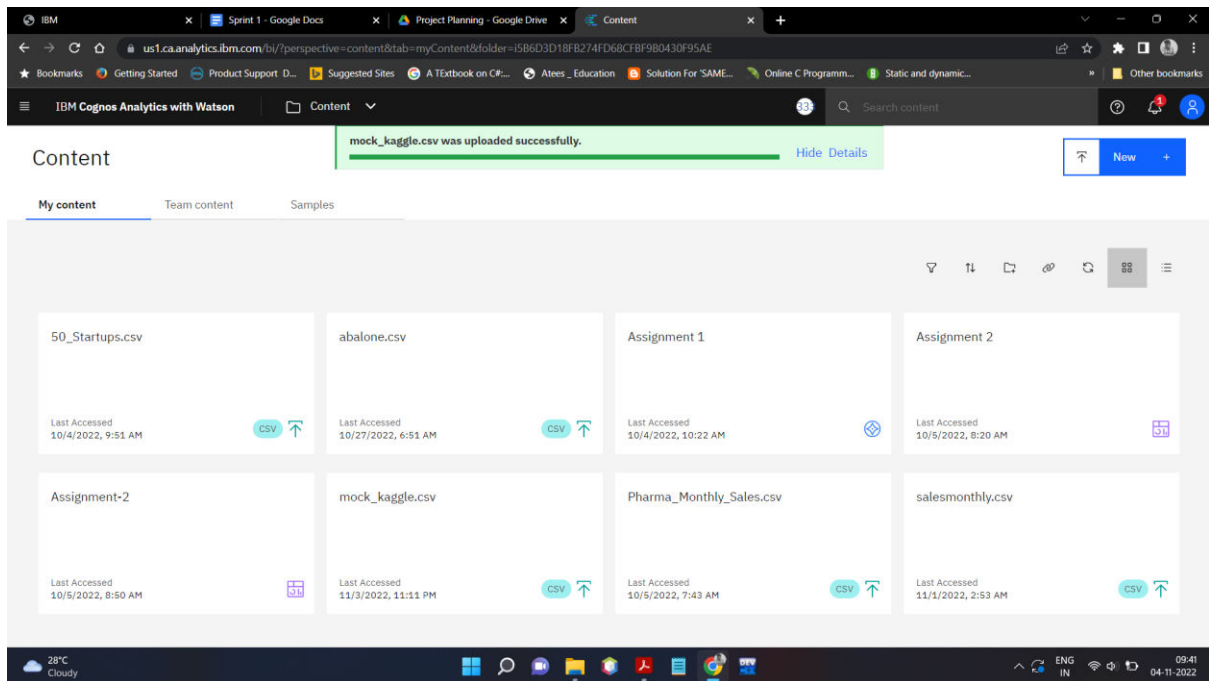 IBM
Sprint 1 - Google Docs
Project Planning - Google Drive
Content
us1.ca.analytics.ibm.com/bi/?perspective=content&tab=myContent&folder=i5B6D3D18FB274FD68CFBF9B0430F95AE
Bookmarks Getting Started Product Support D... Suggested Sites A TExtbook on C#:... Atees _ Education Solution For 'SAME... Online C Programm... Static and dynamic... » Other bookmarks
IBM Cognos Analytics with Watson Content Search content 1
mock_kaggle.csv was uploaded successfully.
Hide Details
Content
New +
My content Team content Samples
50_Startups.csv abalone.csv Assignment 1 Assignment 2
Last Accessed Last Accessed Last Accessed Last Accessed
10/4/2022, 9:51 AM CSV 10/27/2022, 6:51 AM CSV 10/4/2022, 10:22 AM 10/5/2022, 8:20 AM
Assignment-2 mock_kaggle.csv Pharma_Monthly_Sales.csv salesmonthly.csv
Last Accessed Last Accessed Last Accessed Last Accessed
10/5/2022, 8:50 AM 11/3/2022, 11:11 PM CSV 10/5/2022, 7:43 AM CSV 11/1/2022, 2:53 AM CSV
28°C
Cloudy
DEV
ENG
IN
09:41
04-11-2022